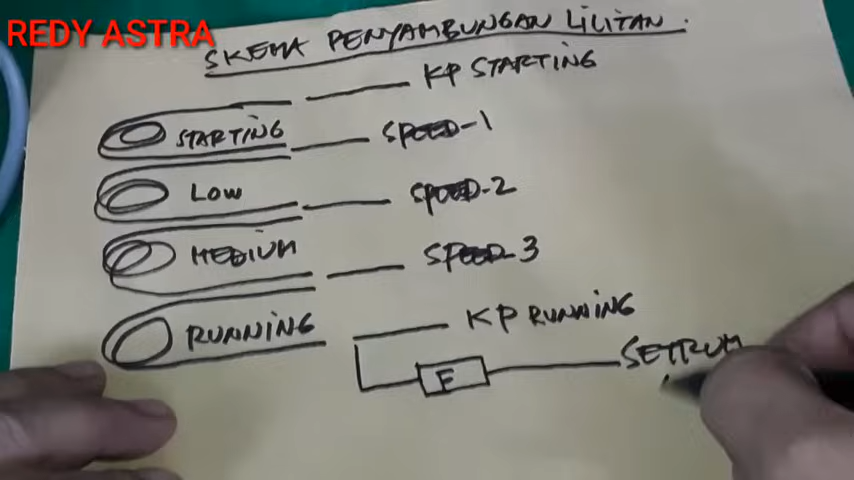 REDY ASTRA
SKEMA PENYAMBUNGAN LILITAN.
KP STARTING
STARTING
SPEED-1
LOW
SPEED-2
MEDIUM
SPEED-3
RUNNING
KP RUNNING
F
SETRUM